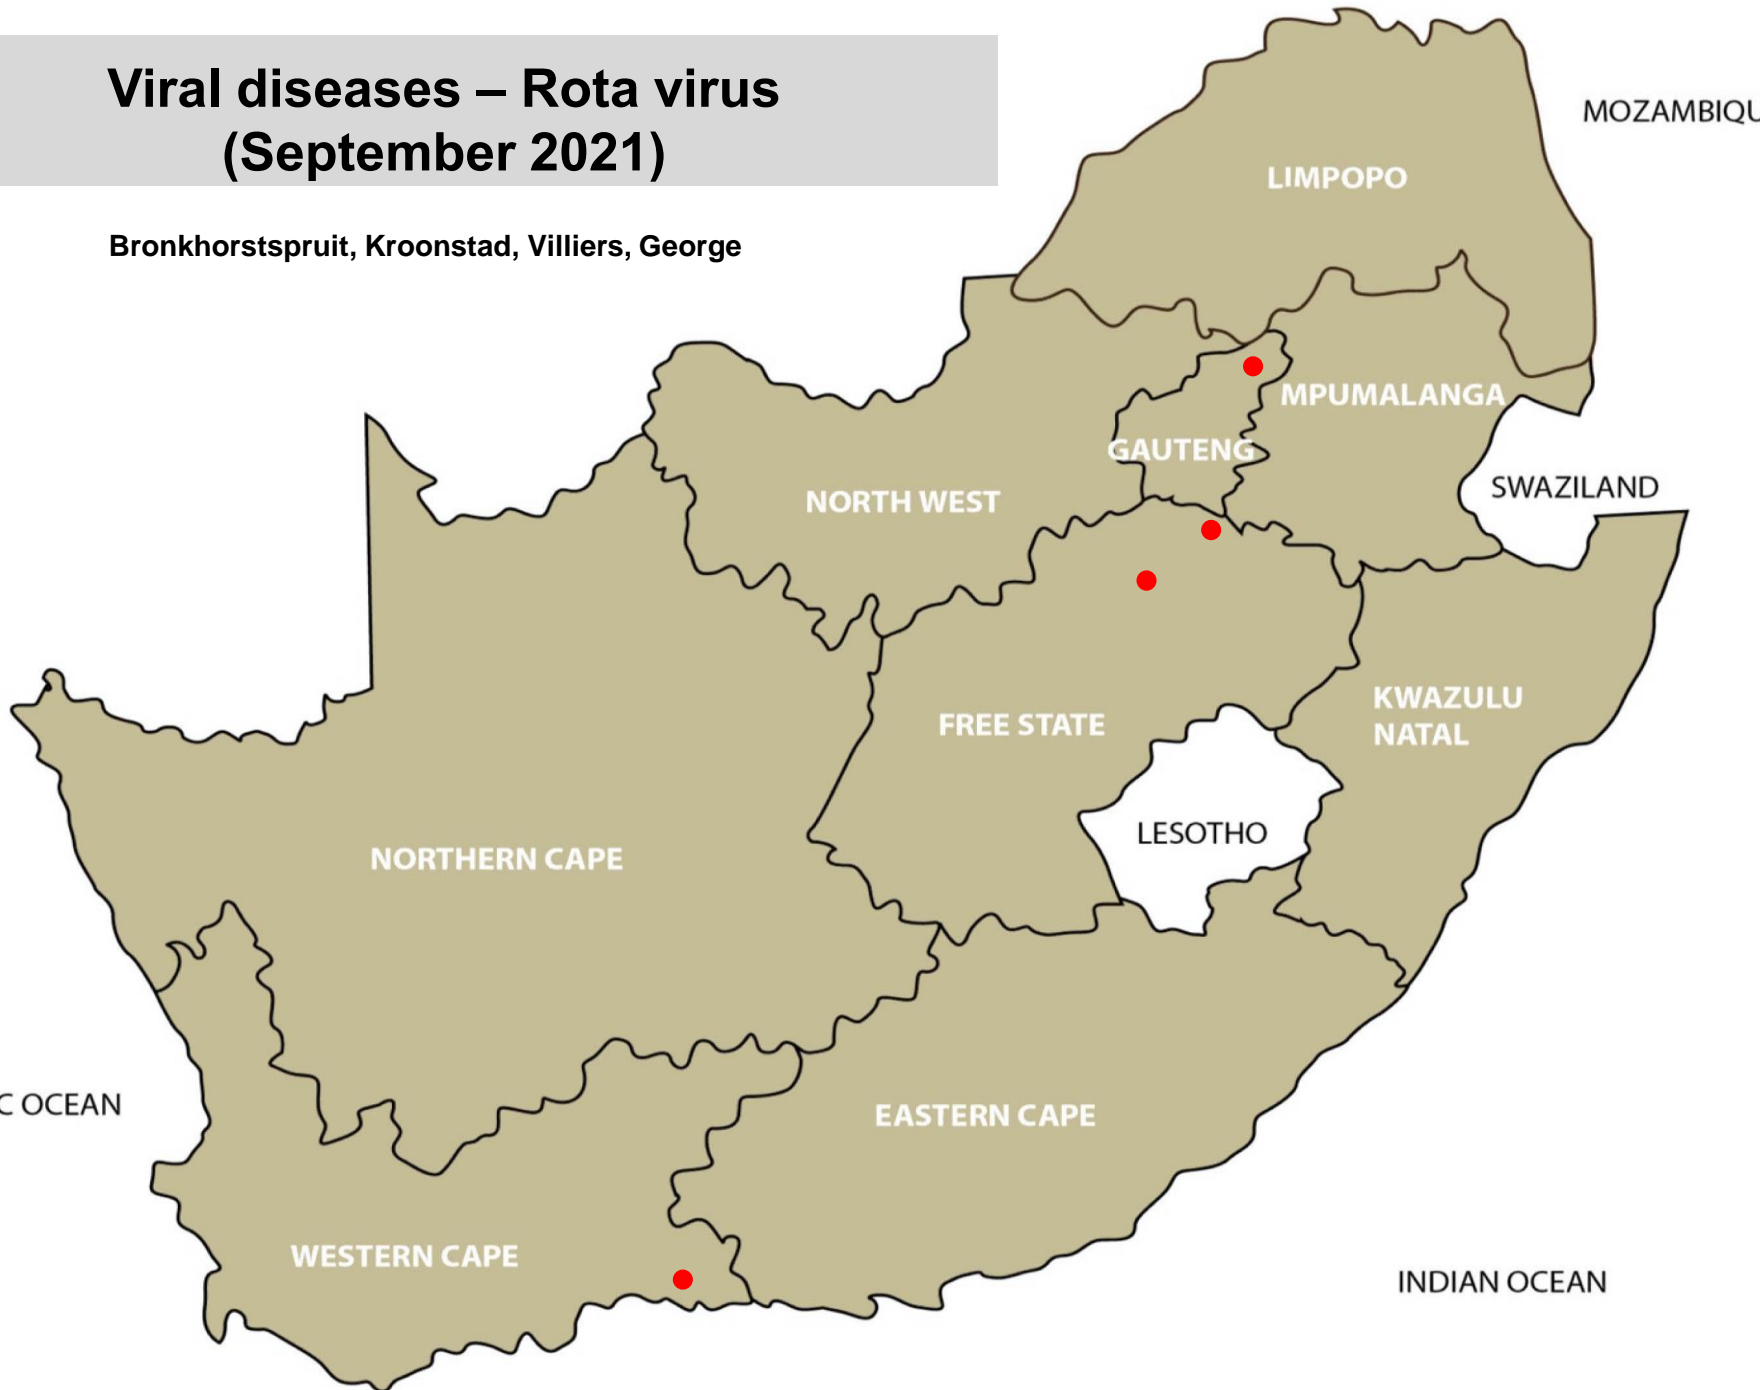 Viral diseases – Rota virus
(September 2021)
Bronkhorstspruit, Kroonstad, Villiers, George
MOZAMBIQU
LIMPOPO
MPUMALANGA
GAUTENG
SWAZILAND
NORTH WEST
KWAZULU
NATAL
FREE STATE
LESOTHO
NORTHERN CAPE
C OCEAN
EASTERN CAPE
WESTERN CAPE
INDIAN OCEAN